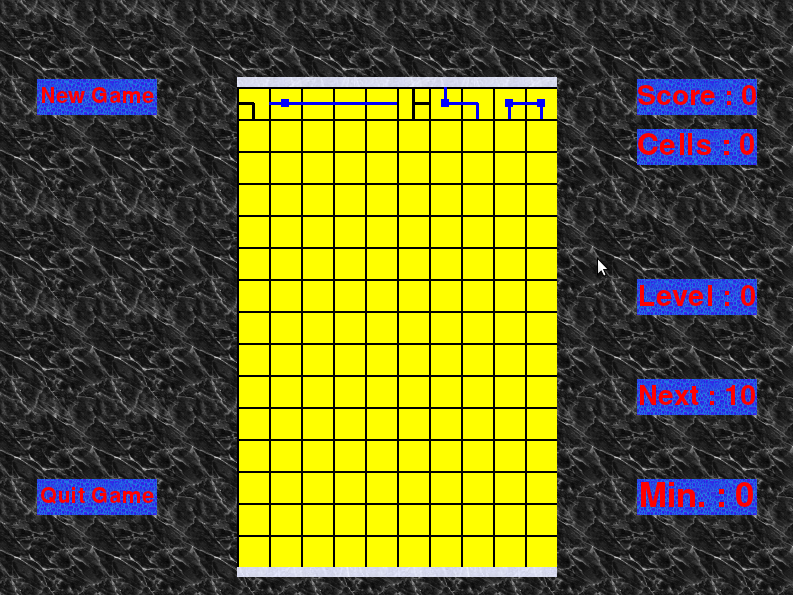 New Game
Score : 0
Cells : 0
Level : 0
Next : 10
Quit Game
Min. : 0